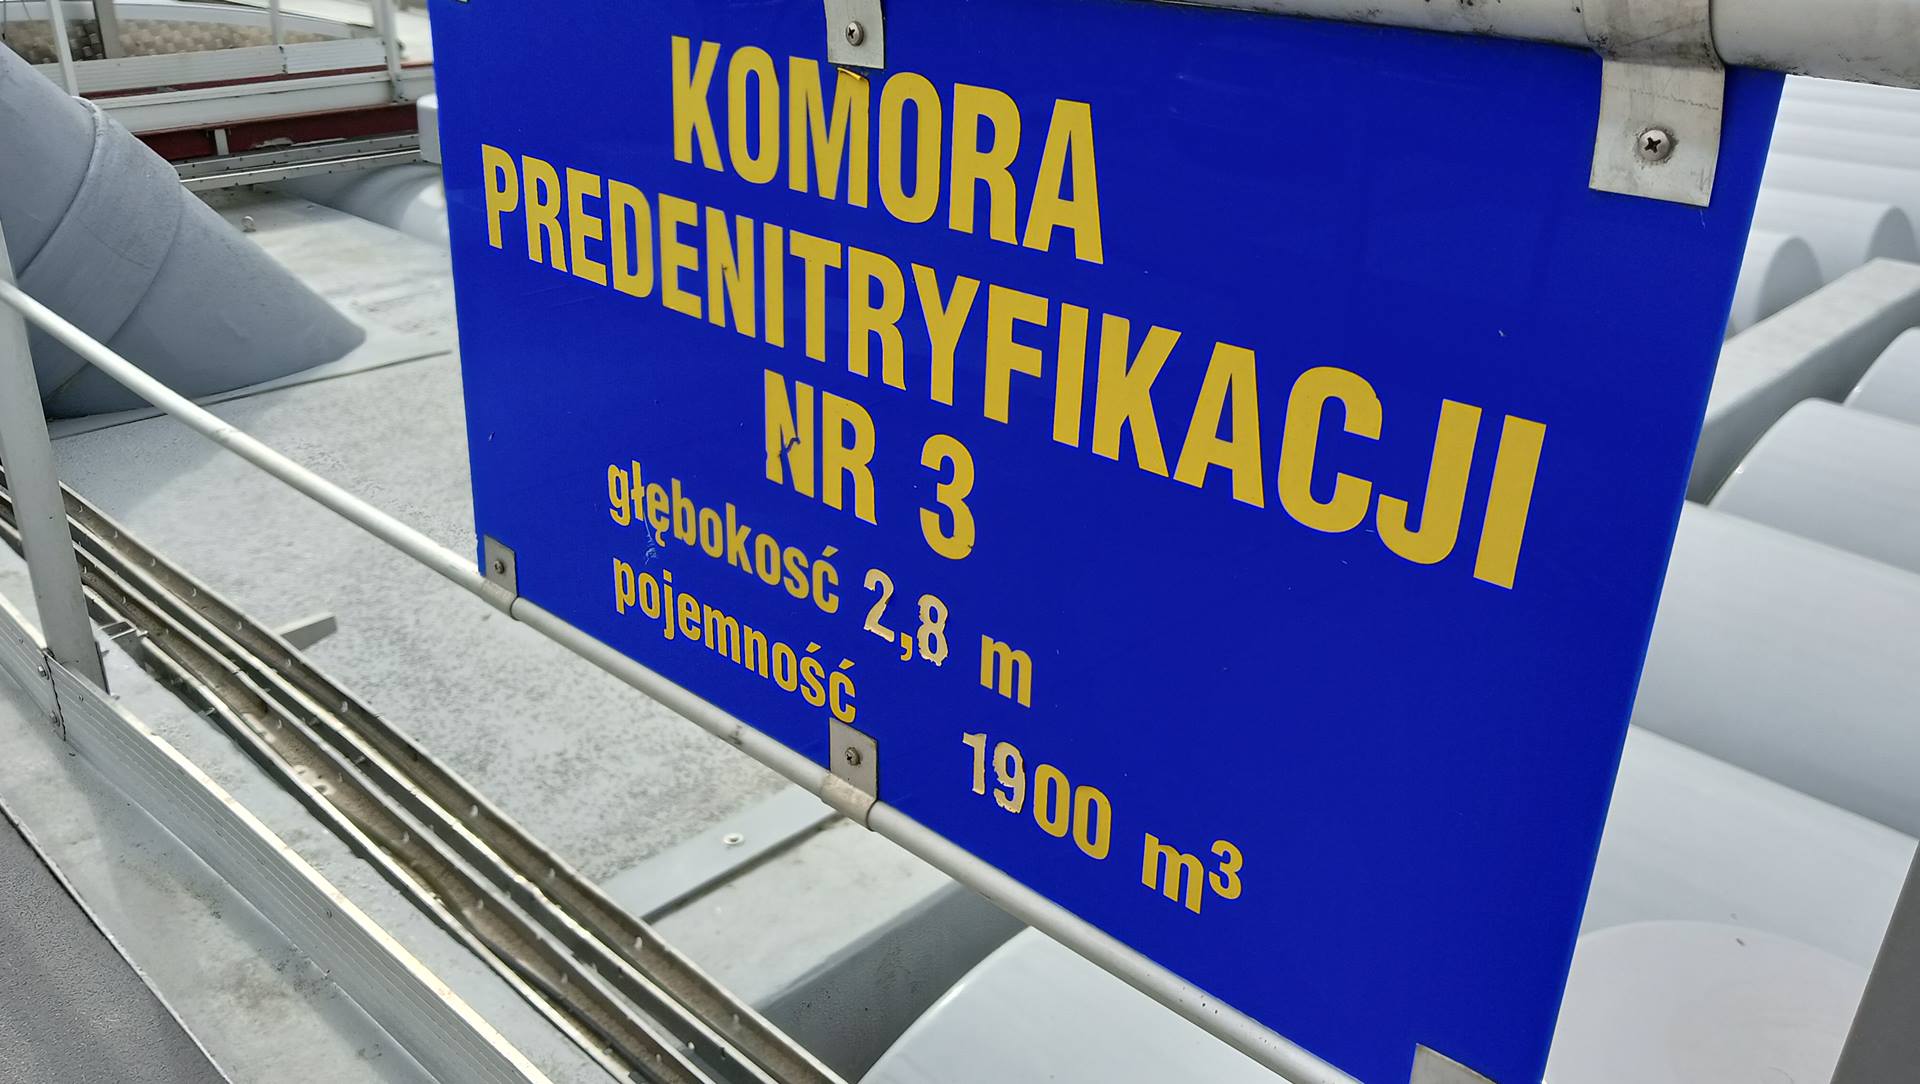 KOMORA
PREDENITRYFIKACJI
NR 3
głębokość 2,8 m
pojemność 1900 m³